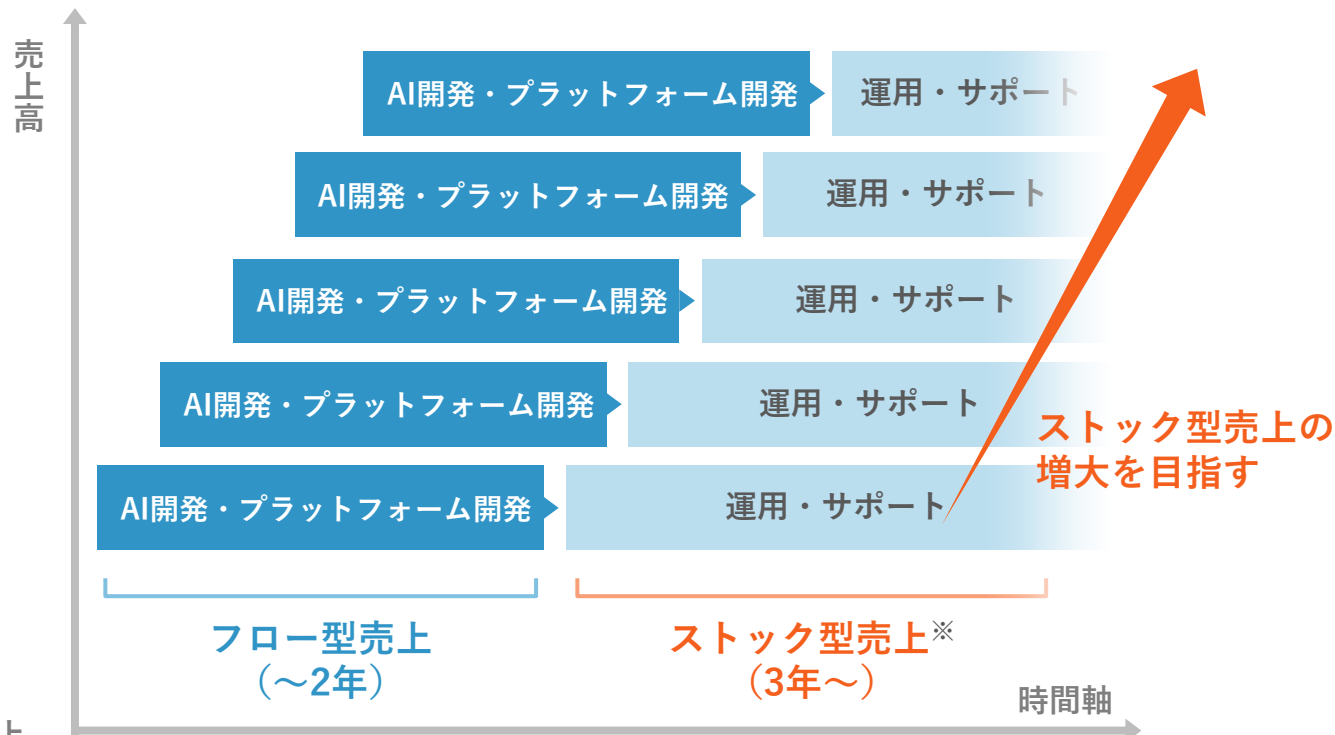 売上高
AI開発・プラットフォーム開発
運用・サポート
AI開発・プラットフォーム開発
運用・サポート
AI開発・プラットフォーム開発
運用・サポート
AI開発・プラットフォーム開発
運用・サポート
ストック型売上の
増大を目指す
AI開発・プラットフォーム開発
運用・サポート
フロー型売上
（～2年）
ストック型売上※
（3年～）
時間軸